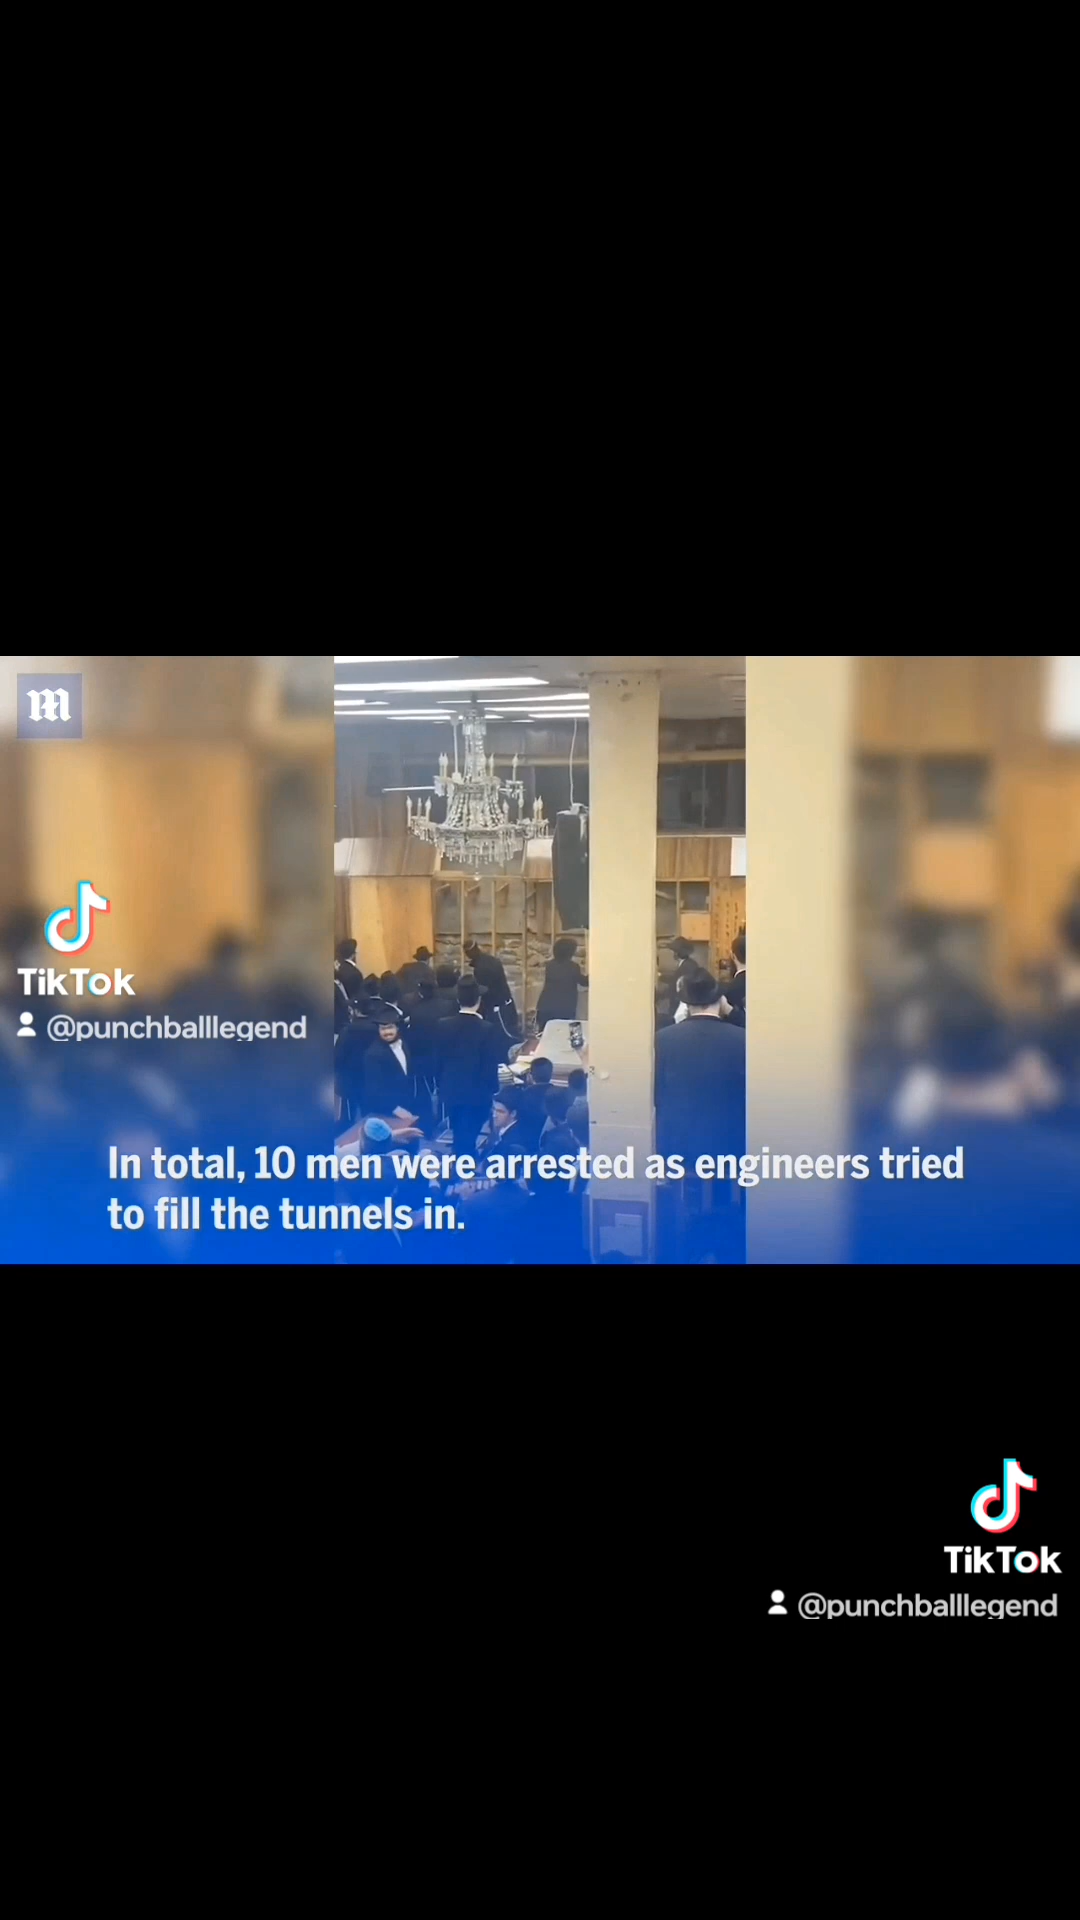 TikTok
@punchballlegend
In total, 10 men were arrested as engineers tried
to fill the tunnels in.
TikTok
@punchballlegend